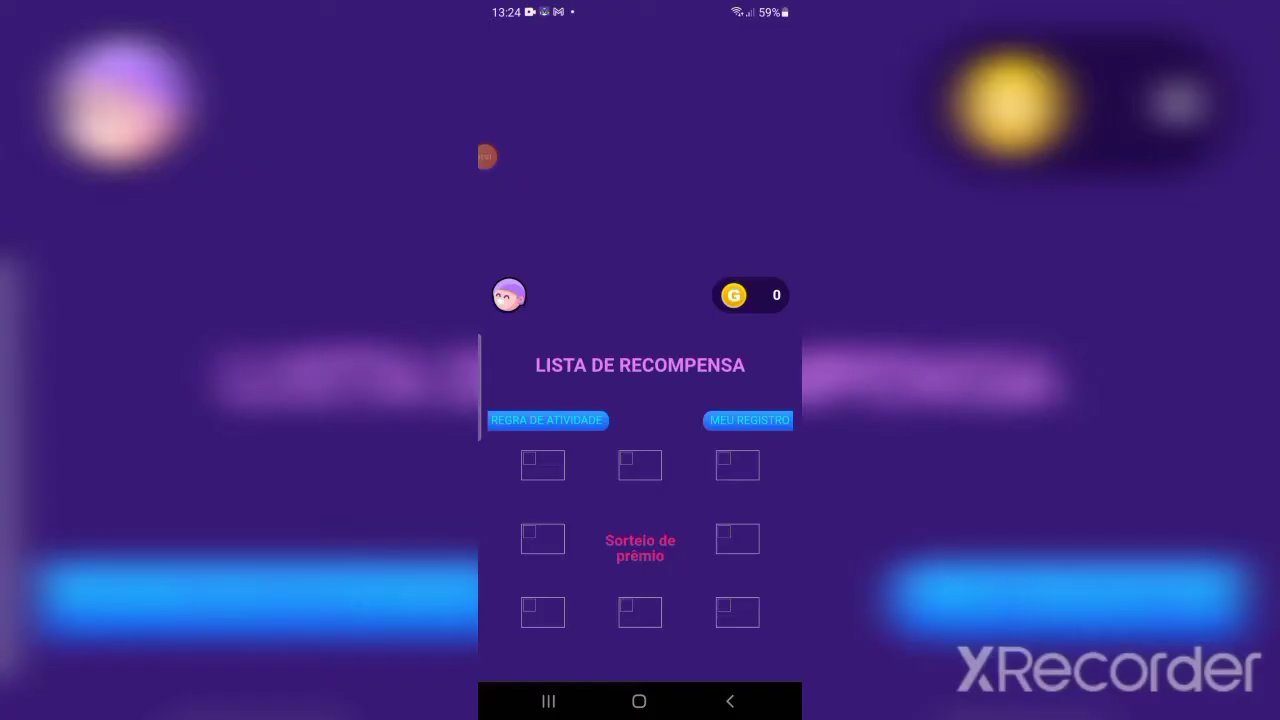 13:24
59%
G 0
LISTA DE RECOMPENSA
REGRA DE ATIVIDADE
MEU REGISTRO
Sorteio de
prêmio
XRecorder